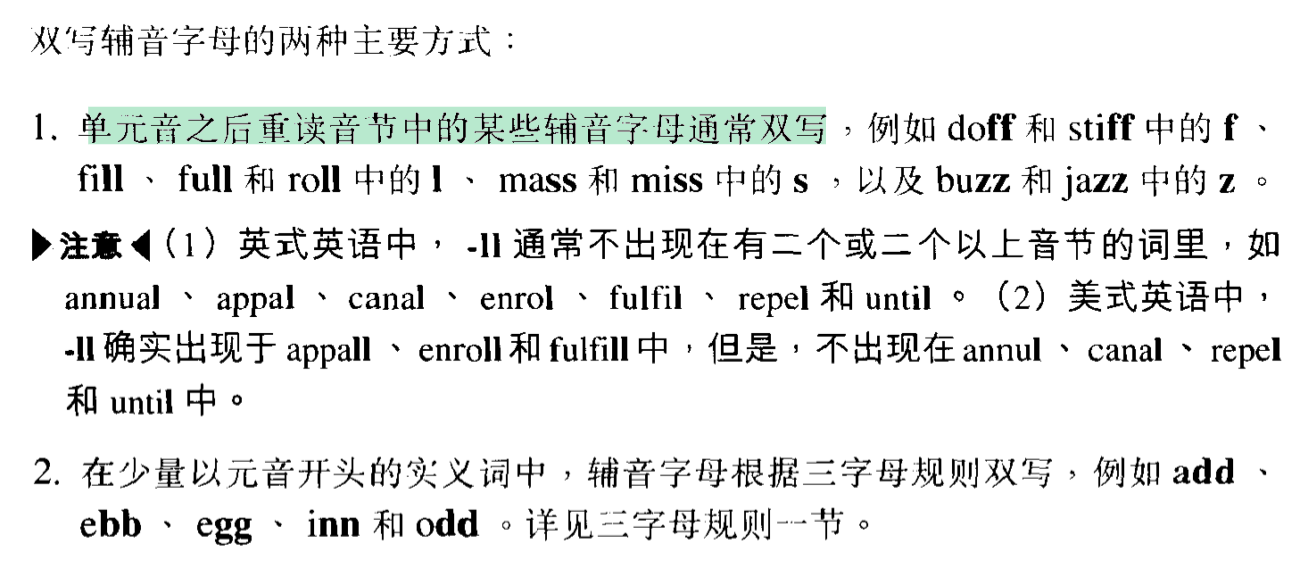 双写辅音字母的两种主要方式：
1. 单元音之后重读音节中的某些辅音字母通常双写，例如 doff 和 stiff 中的 f、
fill、full 和 roll 中的 l、mass 和 miss 中的 s，以及 buzz 和 jazz 中的 z。
▶注意◀（1）英式英语中，-ll 通常不出现在有二个或二个以上音节的词里，如
annual、appal、canal、enrol、fulfil、repel 和 until。（2）美式英语中，
-ll 确实出现于 appall、enroll 和 fulfill 中，但是，不出现在 annul、canal、repel
和 until 中。
2. 在少量以元音开头的实义词中，辅音字母根据三字母规则双写，例如 add、
ebb、egg、inn 和 odd。详见三字母规则一节。